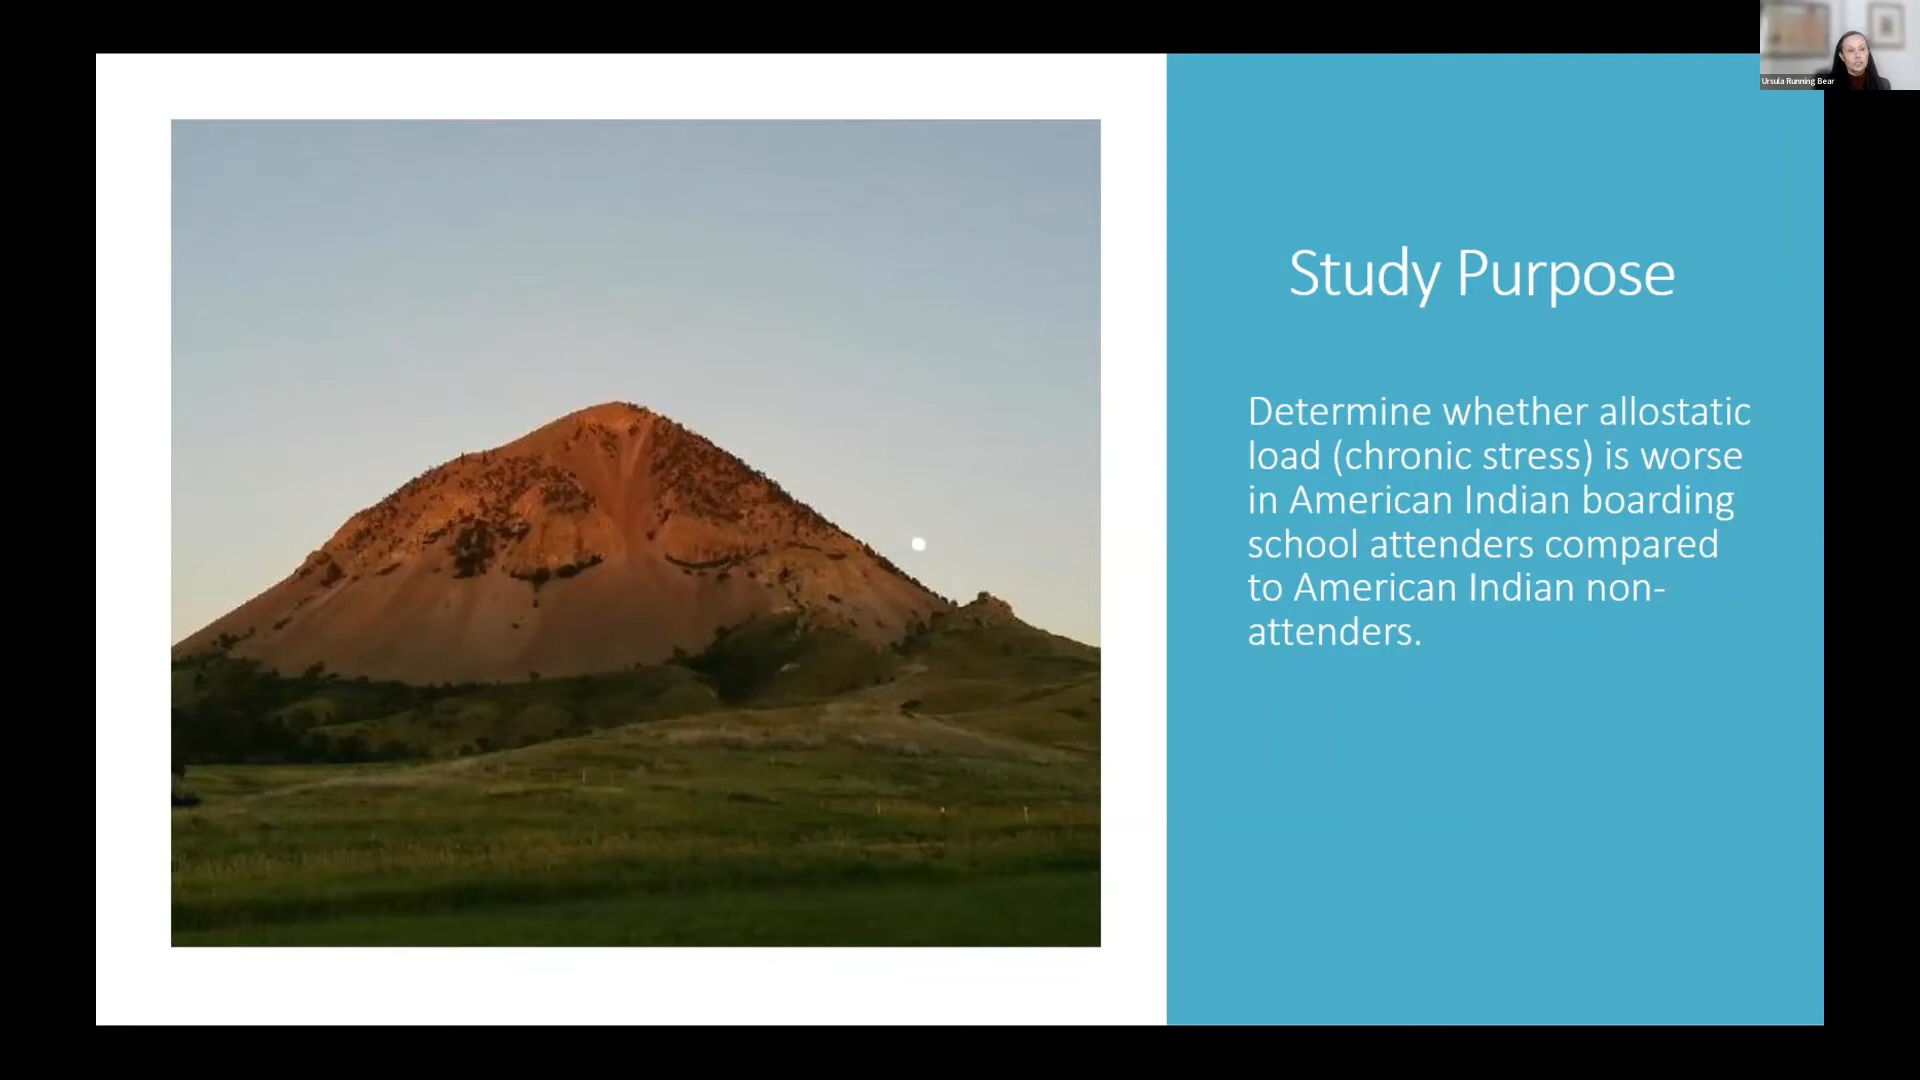 Ursula Running Bear
Study Purpose
Determine whether allostatic
load (chronic stress) is worse
in American Indian boarding
school attenders compared
to American Indian non-
attenders.